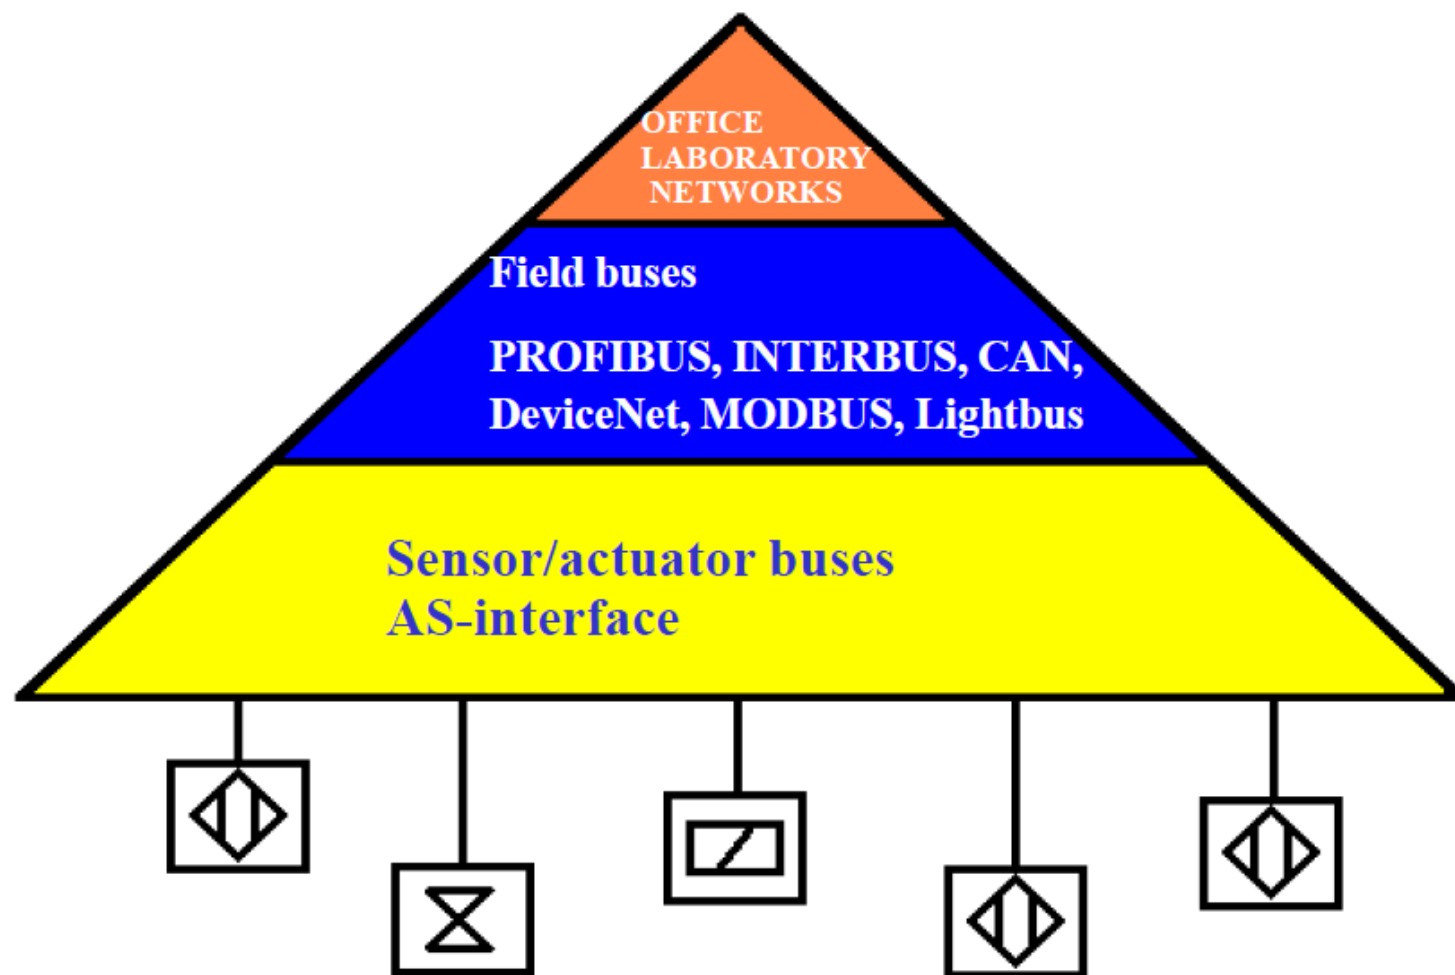 OFFICE
LABORATORY
NETWORKS
Field buses
PROFIBUS, INTERBUS, CAN,
DeviceNet, MODBUS, Lightbus
Sensor/actuator buses
AS-interface